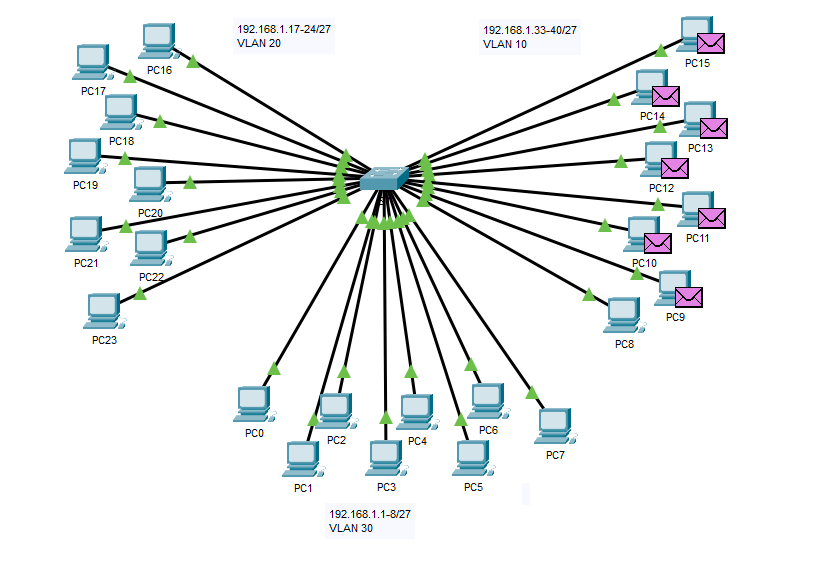 192.168.1.17-24/27
VLAN 20
192.168.1.33-40/27
VLAN 10
PC16
PC17
PC18
PC19
PC20
PC21
PC22
PC23
PC15
PC14
PC13
PC12
PC11
PC10
PC9
PC8
PC0
PC1
PC2
PC3
PC4
PC5
PC6
PC7
192.168.1.1-8/27
VLAN 30